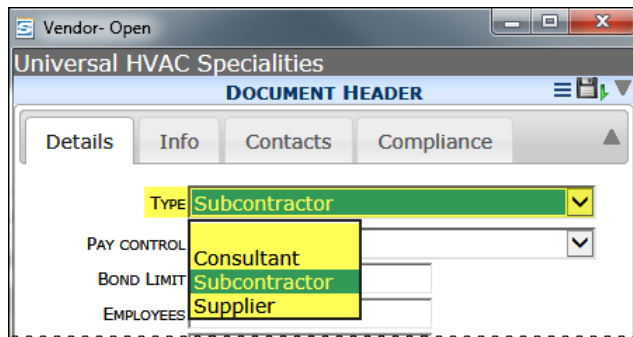 Vendor- Open
Universal HVAC Specialities
DOCUMENT HEADER
Details Info Contacts Compliance
TYPE Subcontractor
PAY CONTROL
Consultant
BOND LIMIT Subcontractor
EMPLOYEES Supplier